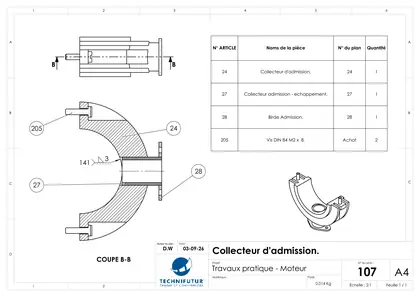 B
B
N° ARTICLE
Noms de la pièce
N° du plan
Quantité
24
Collecteur d'admission.
24
1
27
Collecteur admission - echappement.
27
1
28
Bride Admission.
28
1
205
Vis DIN 84 M2 x 8
Achat
2
205
24
141
3
27
28
COUPE B-B
D.W
03-09-26
Collecteur d'admission.
Travaux pratique - Moteur
TECHNIFUTUR
107
A4
Echelle : 2:1
Feuille 1 / 1